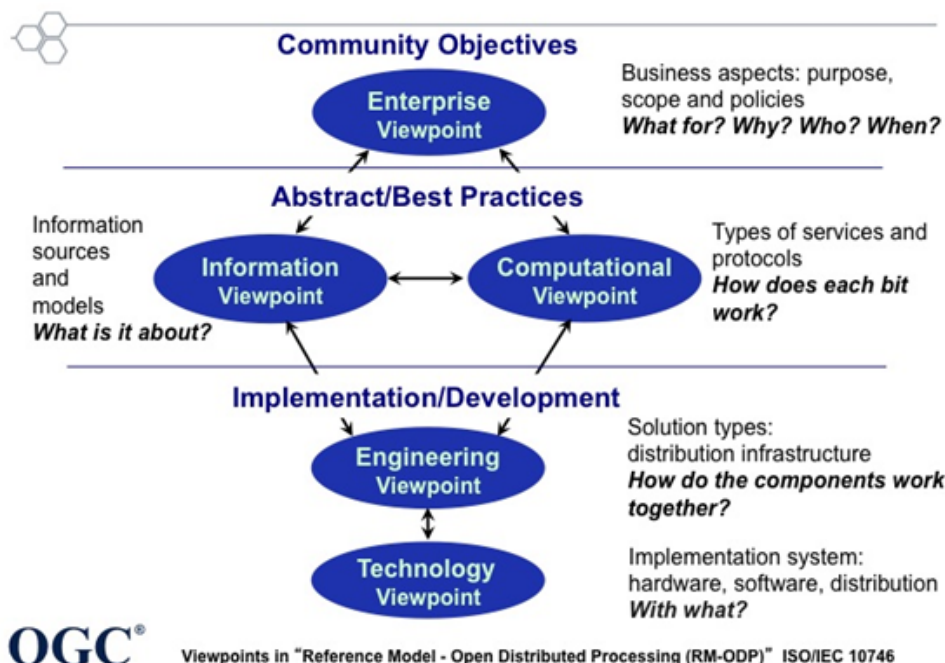 Community Objectives
Enterprise
Viewpoint
Business aspects: purpose,
scope and policies
What for? Why? Who? When?
Abstract/Best Practices
Information
sources
and
models
What is it about?
Information
Viewpoint
Computational
Viewpoint
Types of services and
protocols
How does each bit
work?
Implementation/Development
Engineering
Viewpoint
Solution types:
distribution infrastructure
How do the components work
together?
Technology
Viewpoint
Implementation system:
hardware, software, distribution
With what?
OGC®
Viewpoints in “Reference Model - Open Distributed Processing (RM-ODP)” ISO/IEC 10746